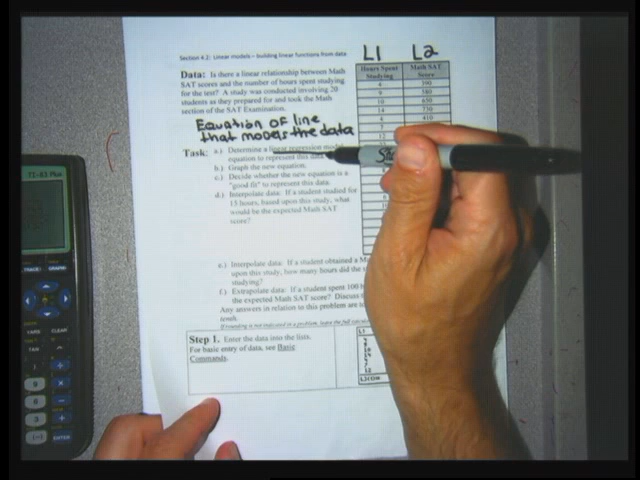 L1 L2
Section 4.2: Linear models – building linear functions from data
Data: Is there a linear relationship between Math
SAT scores and the number of hours spent studying
for the test? A study was conducted involving 20
students as they prepared for and took the Math
section of the SAT Examination.
Hours Spent Studying
Math SAT Score
4 390
9 580
10 650
14 730
4 410
Equation of line
that models the data
Task: a.) Determine a linear regression model
equation to represent this data
b.) Graph the new equation.
c.) Decide whether the new equation is a
"good fit" to represent this data.
d.) Interpolate data: If a student studied for
15 hours, based upon this study, what
would be the expected Math SAT
score?
e.) Interpolate data: If a student obtained a
upon this study, how many hours did the
studying?
f.) Extrapolate data: If a student spent 100
the expected Math SAT score? Discuss
Any answers in relation to this problem are
tenth.
Step 1. Enter the data into the lists.
For basic entry of data, see Basic
Commands.
L1
TI-83 Plus
TRACE GRAPH
CLEAR
ENTER